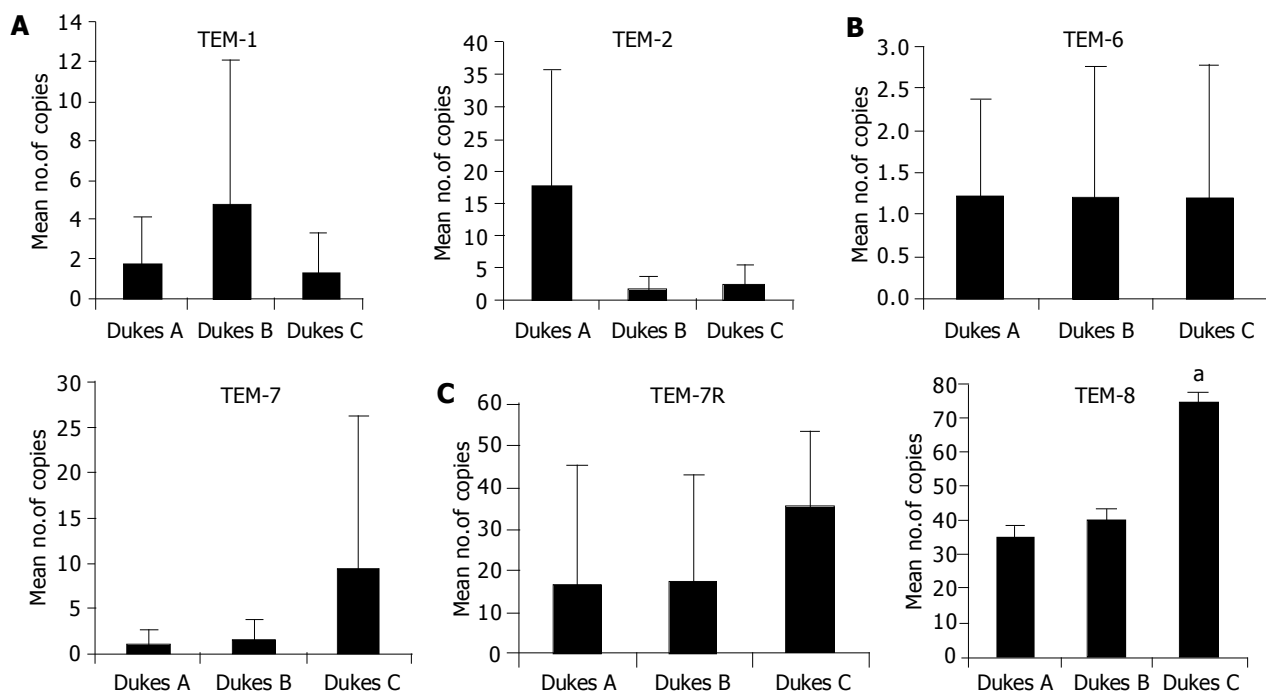 A
TEM-1
Mean no.of copies
14
12
10
8
6
4
2
0
Dukes A Dukes B Dukes C
TEM-2
Mean no.of copies
40
35
30
25
20
15
10
5
0
Dukes A Dukes B Dukes C
B
TEM-6
Mean no.of copies
3.0
2.5
2.0
1.5
1.0
0.5
0.0
Dukes A Dukes B Dukes C
TEM-7
Mean no.of copies
30
25
20
15
10
5
0
Dukes A Dukes B Dukes C
C
TEM-7R
Mean no.of copies
60
50
40
30
20
10
0
Dukes A Dukes B Dukes C
TEM-8
a
Mean no.of copies
80
70
60
50
40
30
20
10
0
Dukes A Dukes B Dukes C